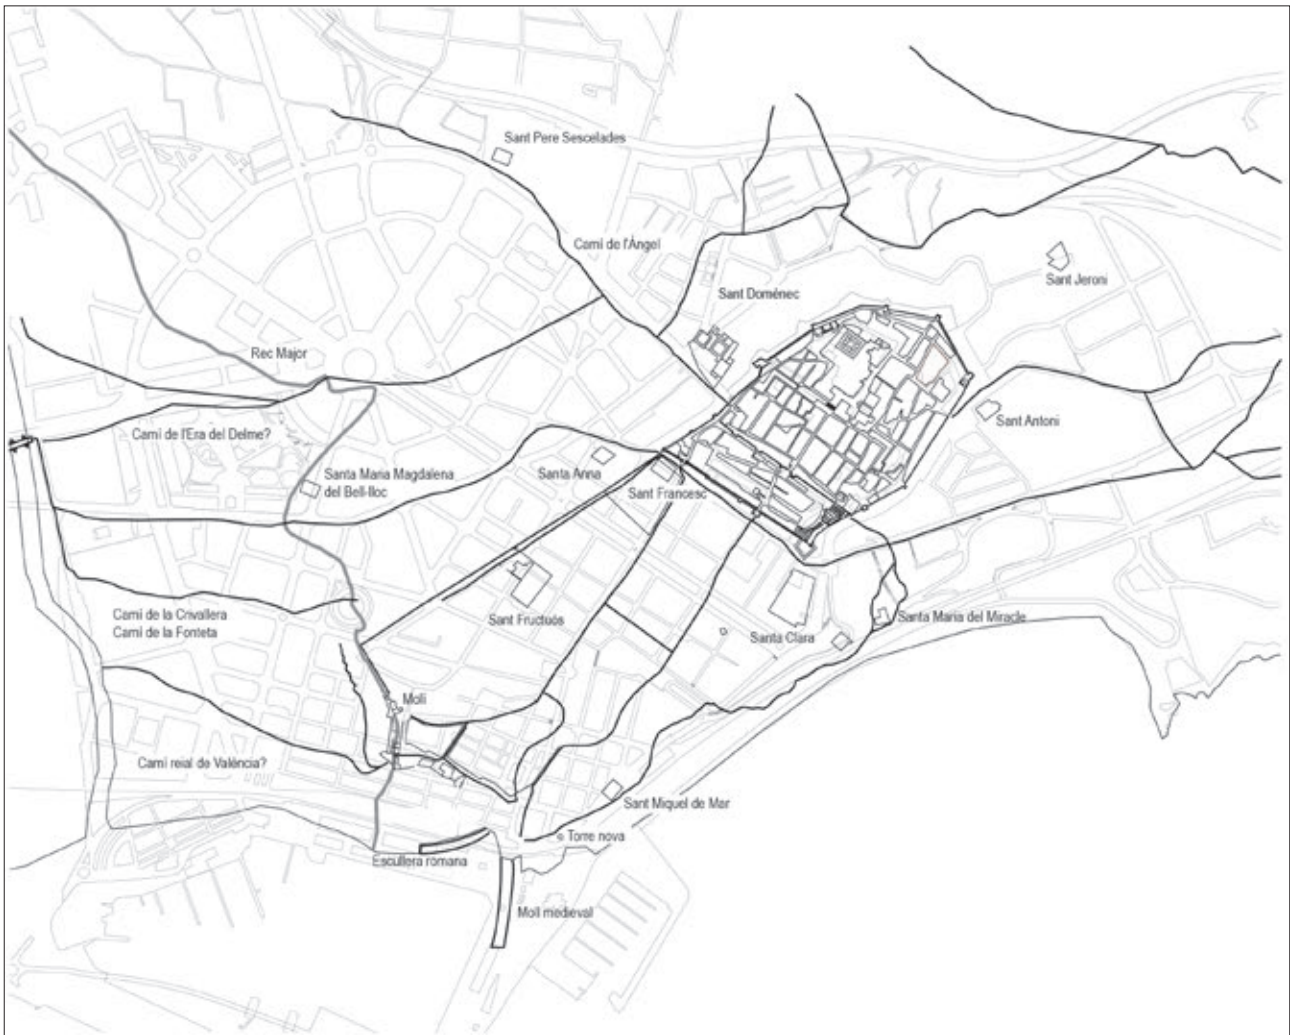 Sant Pere Sescelades
Camí de l'Àngel
Sant Domènec
Sant Jeroni
Rec Major
Sant Antoni
Camí de l'Era del Delme?
Santa Maria Magdalena
del Bell-lloc
Santa Anna
Sant Francesc
Camí de la Crivallera
Camí de la Fonteta
Sant Fructuós
Santa Clara
Santa Maria del Miracle
Molí
Camí reial de València?
Sant Miquel de Mar
Torre nova
Escullera romana
Moll medieval